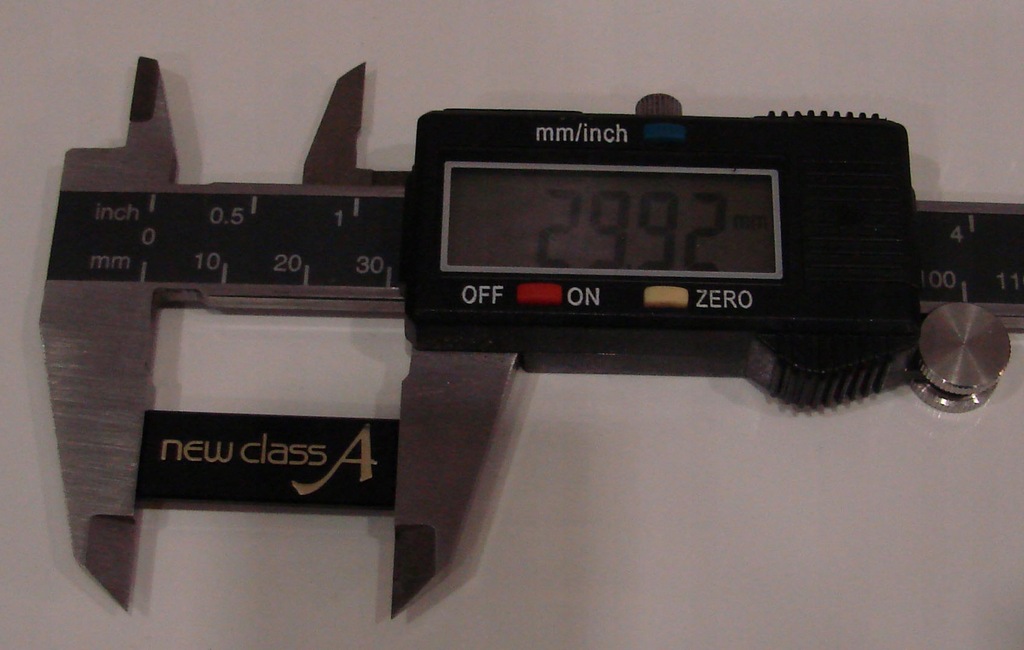 mm/inch
29.92 mm
inch 0 0.5 1
mm 10 20 30
4
100 110
OFF ON ZERO
new class A